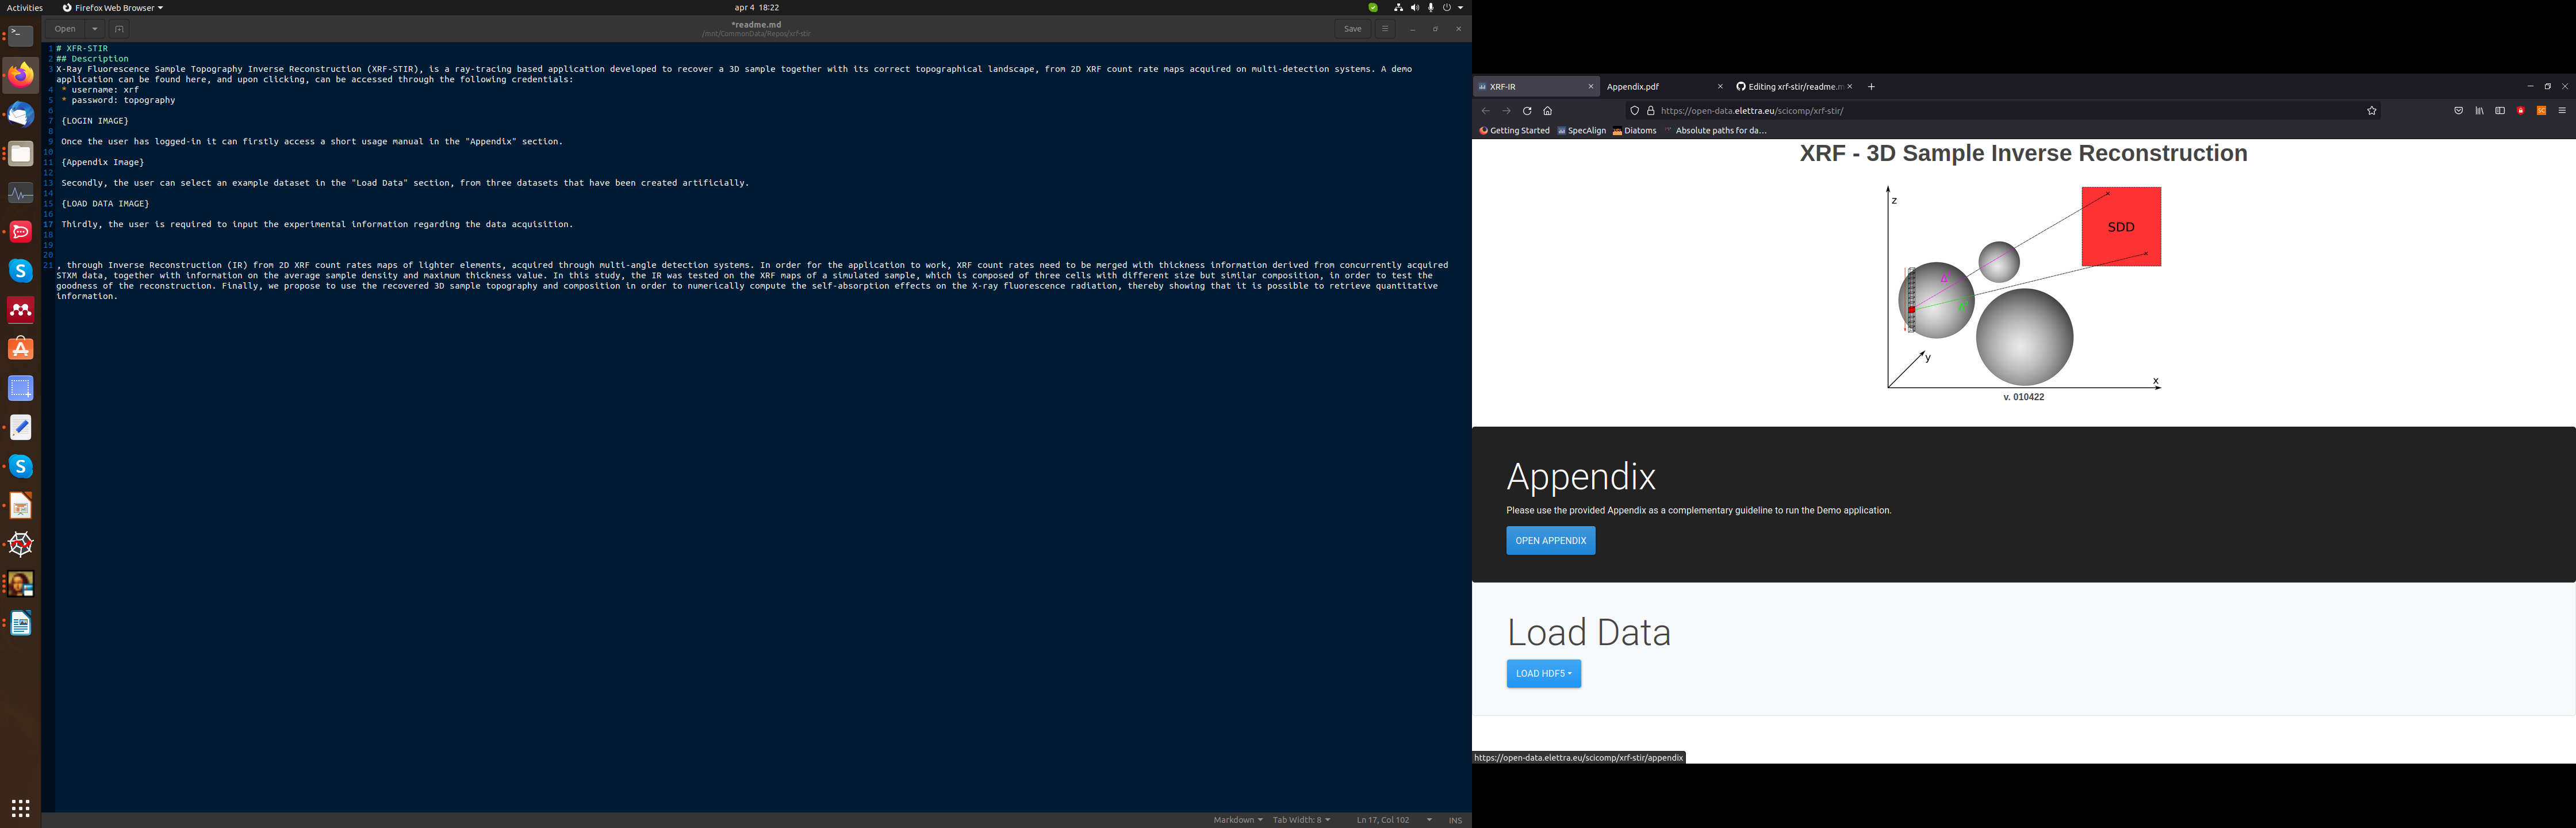 Activities
Firefox Web Browser
apr 4 18:22
Open
*readme.md
/mnt/CommonData/Repos/xrf-stir
Save
1 # XFR-STIR
2 ## Description
3 X-Ray Fluorescence Sample Topography Inverse Reconstruction (XRF-STIR), is a ray-tracing based application developed to recover a 3D sample together with its correct topographical landscape, from 2D XRF count rate maps acquired on multi-detection systems. A demo
application can be found here, and upon clicking, can be accessed through the following credentials:
4 * username: xrf
5 * password: topography
6
7 {LOGIN IMAGE}
8
9 Once the user has logged-in it can firstly access a short usage manual in the "Appendix" section.
10
11 {Appendix Image}
12
13 Secondly, the user can select an example dataset in the "Load Data" section, from three datasets that have been created artificially.
14
15 {LOAD DATA IMAGE}
16
17 Thirdly, the user is required to input the experimental information regarding the data acquisition.
18
19
20
21 , through Inverse Reconstruction (IR) from 2D XRF count rates maps of lighter elements, acquired through multi-angle detection systems. In order for the application to work, XRF count rates need to be merged with thickness information derived from concurrently acquired
STXM data, together with information on the average sample density and maximum thickness value. In this study, the IR was tested on the XRF maps of a simulated sample, which is composed of three cells with different size but similar composition, in order to test the
goodness of the reconstruction. Finally, we propose to use the recovered 3D sample topography and composition in order to numerically compute the self-absorption effects on the X-ray fluorescence radiation, thereby showing that it is possible to retrieve quantitative
information.
Markdown
Tab Width: 8
Ln 17, Col 102
INS
XRF-IR
Appendix.pdf
Editing xrf-stir/readme.m
https://open-data.elettra.eu/scicomp/xrf-stir/
Getting Started
SpecAlign
Diatoms
Absolute paths for da…
XRF - 3D Sample Inverse Reconstruction
z
SDD
y
x
v. 010422
Appendix
Please use the provided Appendix as a complementary guideline to run the Demo application.
OPEN APPENDIX
Load Data
LOAD HDF5
https://open-data.elettra.eu/scicomp/xrf-stir/appendix